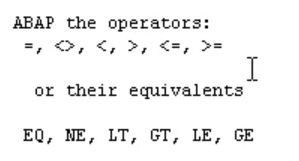 ABAP the operators:
=, <>, <, >, <=, >=
or their equivalents
EQ, NE, LT, GT, LE, GE